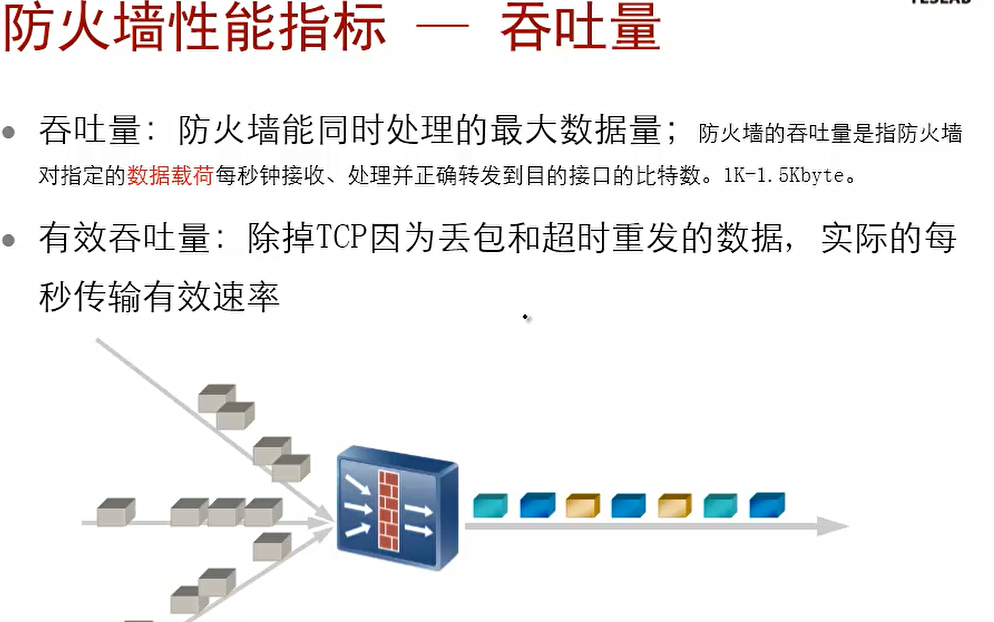 YESLAB
防火墙性能指标 — 吞吐量
• 吞吐量：防火墙能同时处理的最大数据量；防火墙的吞吐量是指防火墙
对指定的数据载荷每秒钟接收、处理并正确转发到目的接口的比特数。1K-1.5Kbyte。
• 有效吞吐量：除掉TCP因为丢包和超时重发的数据，实际的每
秒传输有效速率